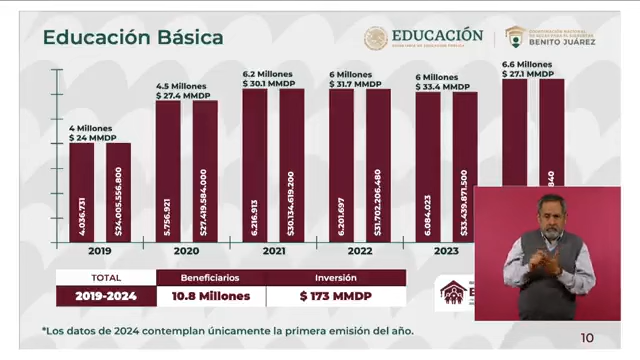 Educación Básica
EDUCACIÓN
SECRETARÍA DE EDUCACIÓN PÚBLICA
COORDINACIÓN NACIONAL
DE BECAS PARA EL BIENESTAR
BENITO JUÁREZ
4 Millones
$ 24 MMDP
4.5 Millones
$ 27.4 MMDP
6.2 Millones
$ 30.1 MMDP
6 Millones
$ 31.7 MMDP
6 Millones
$ 33.4 MMDP
6.6 Millones
$ 27.1 MMDP
4,036,731
$24.005.556.800
5,756,921
$27.419.584.000
6,216,913
$30.134.619.200
6,201,697
$31.702.206.480
6,084,023
$33.439.871.500
840
2019
2020
2021
2022
2023
TOTAL Beneficiarios Inversión
2019-2024 10.8 Millones $ 173 MMDP
*Los datos de 2024 contemplan únicamente la primera emisión del año.
10